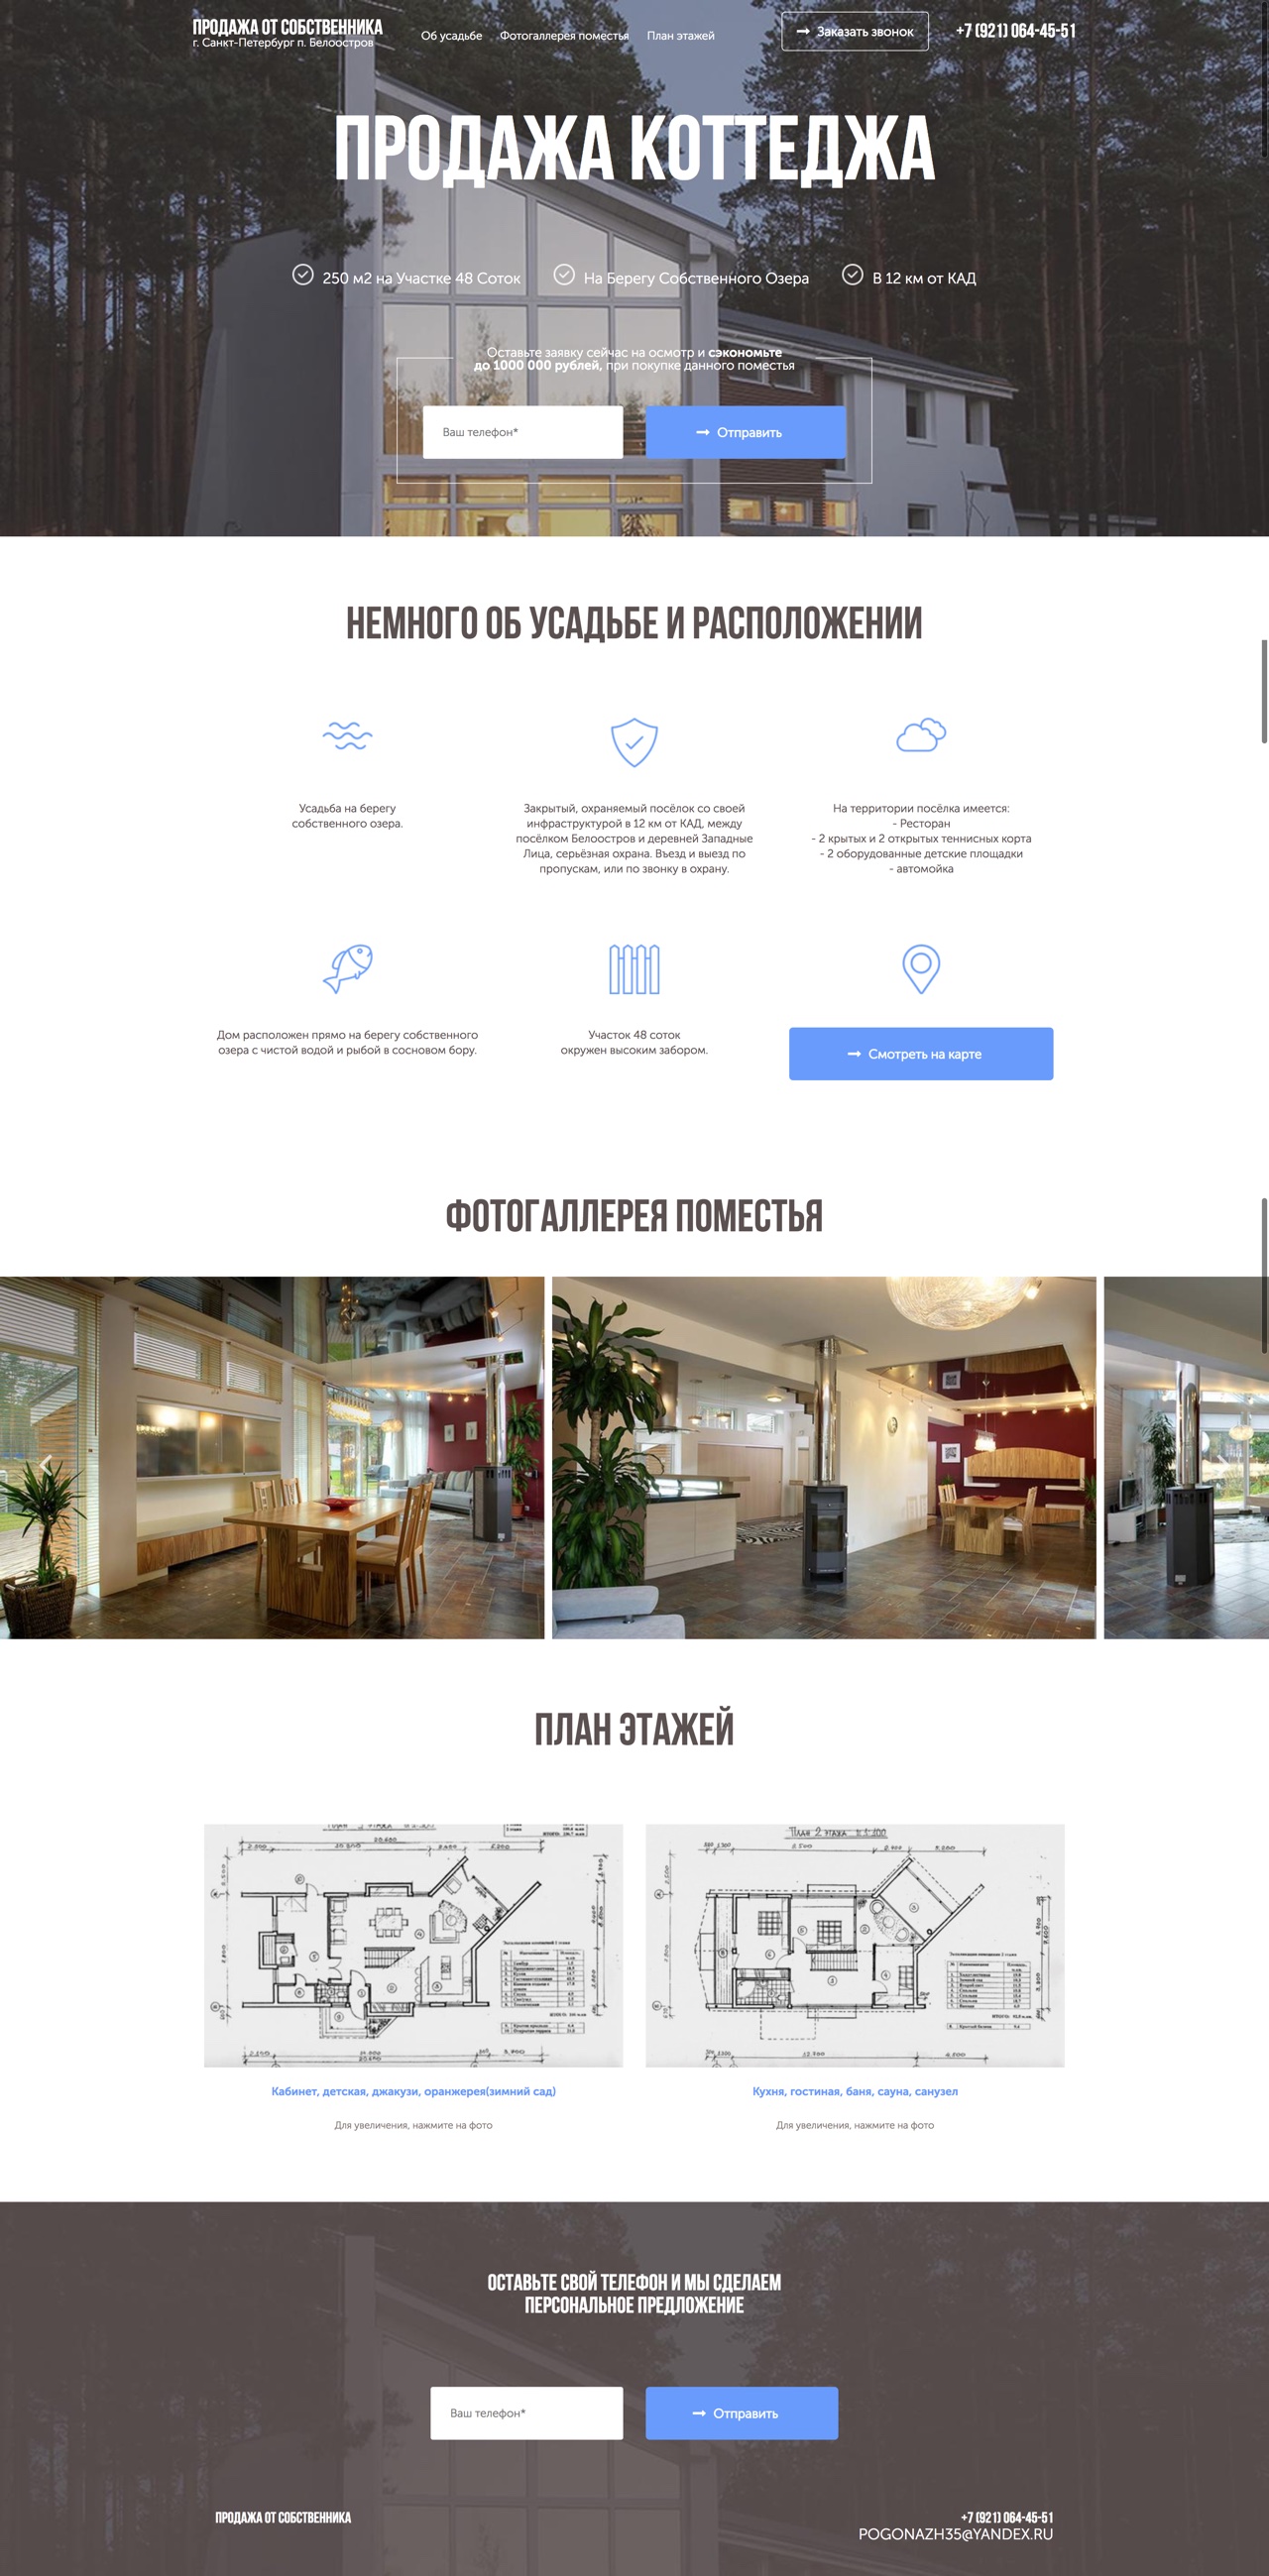 ПРОДАЖА ОТ СОБСТВЕННИКА
г. Санкт-Петербург п. Белоостров
Об усадьбе
Фотогаллерея поместья
План этажей
Заказать звонок
+7 (921) 064-45-51
ПРОДАЖА КОТТЕДЖА
250 м2 на Участке 48 Соток
На Берегу Собственного Озера
В 12 км от КАД
Оставьте заявку сейчас на осмотр и сэкономьте
до 1000 000 рублей, при покупке данного поместья
Ваш телефон*
Отправить
НЕМНОГО ОБ УСАДЬБЕ И РАСПОЛОЖЕНИИ
Усадьба на берегу
собственного озера.
Закрытый, охраняемый посёлок со своей
инфраструктурой в 12 км от КАД, между
посёлком Белоостров и деревней Западные
Лица, серьёзная охрана. Въезд и выезд по
пропускам, или по звонку в охрану.
На территории посёлка имеется:
- Ресторан
- 2 крытых и 2 открытых теннисных корта
- 2 оборудованные детские площадки
- автомойка
Дом расположен прямо на берегу собственного
озера с чистой водой и рыбой в сосновом бору.
Участок 48 соток
окружен высоким забором.
Смотреть на карте
ФОТОГАЛЛЕРЕЯ ПОМЕСТЬЯ
ПЛАН ЭТАЖЕЙ
План 2 этажа
Кабинет, детская, джакузи, оранжерея(зимний сад)
Для увеличения, нажмите на фото
Кухня, гостиная, баня, сауна, санузел
Для увеличения, нажмите на фото
ОСТАВЬТЕ СВОЙ ТЕЛЕФОН И МЫ СДЕЛАЕМ
ПЕРСОНАЛЬНОЕ ПРЕДЛОЖЕНИЕ
Ваш телефон*
Отправить
ПРОДАЖА ОТ СОБСТВЕННИКА
+7 (921) 064-45-51
POGONAZH35@YANDEX.RU